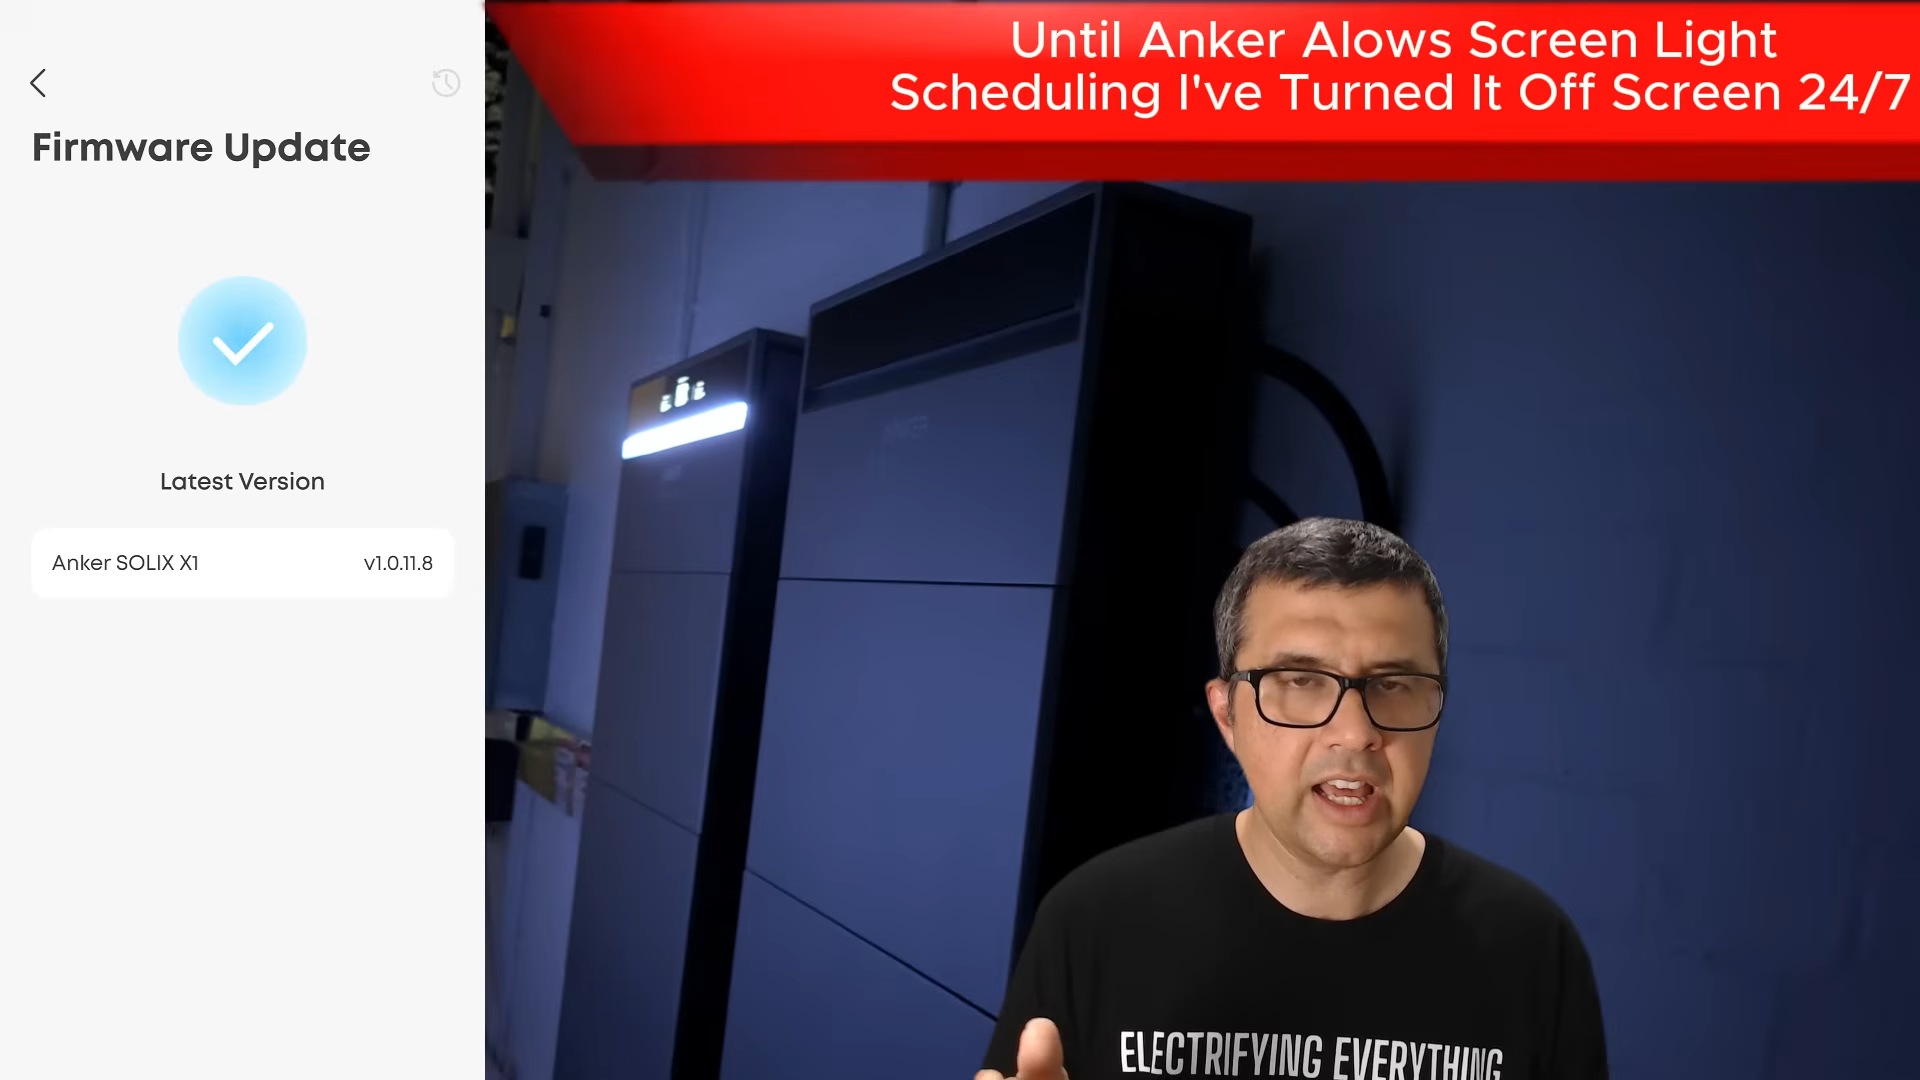 Until Anker Alows Screen Light
Scheduling I've Turned It Off Screen 24/7
Firmware Update
Latest Version
Anker SOLIX X1 v1.0.11.8
ELECTRIFYING EVERYTHING